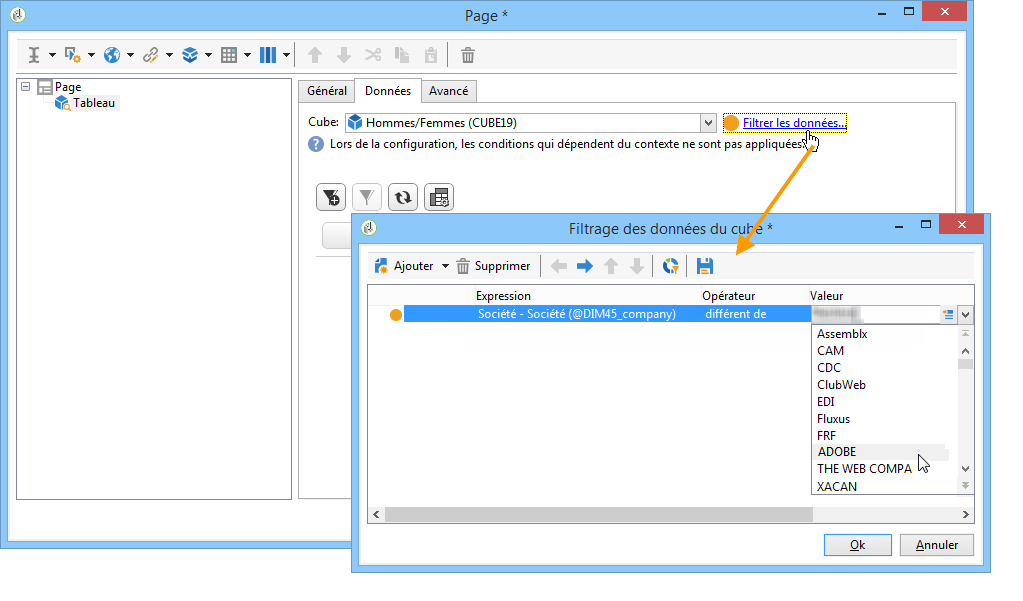 Page *
Page
Tableau
Général Données Avancé
Cube: Hommes/Femmes (CUBE19) Filtrer les données...
Lors de la configuration, les conditions qui dépendent du contexte ne sont pas appliquées.
Filtrage des données du cube *
Ajouter Supprimer
Expression Opérateur Valeur
Société - Société (@DIM45_company) différent de
Assemblx
CAM
CDC
ClubWeb
EDI
Fluxus
FRF
ADOBE
THE WEB COMPA
XACAN
Ok Annuler